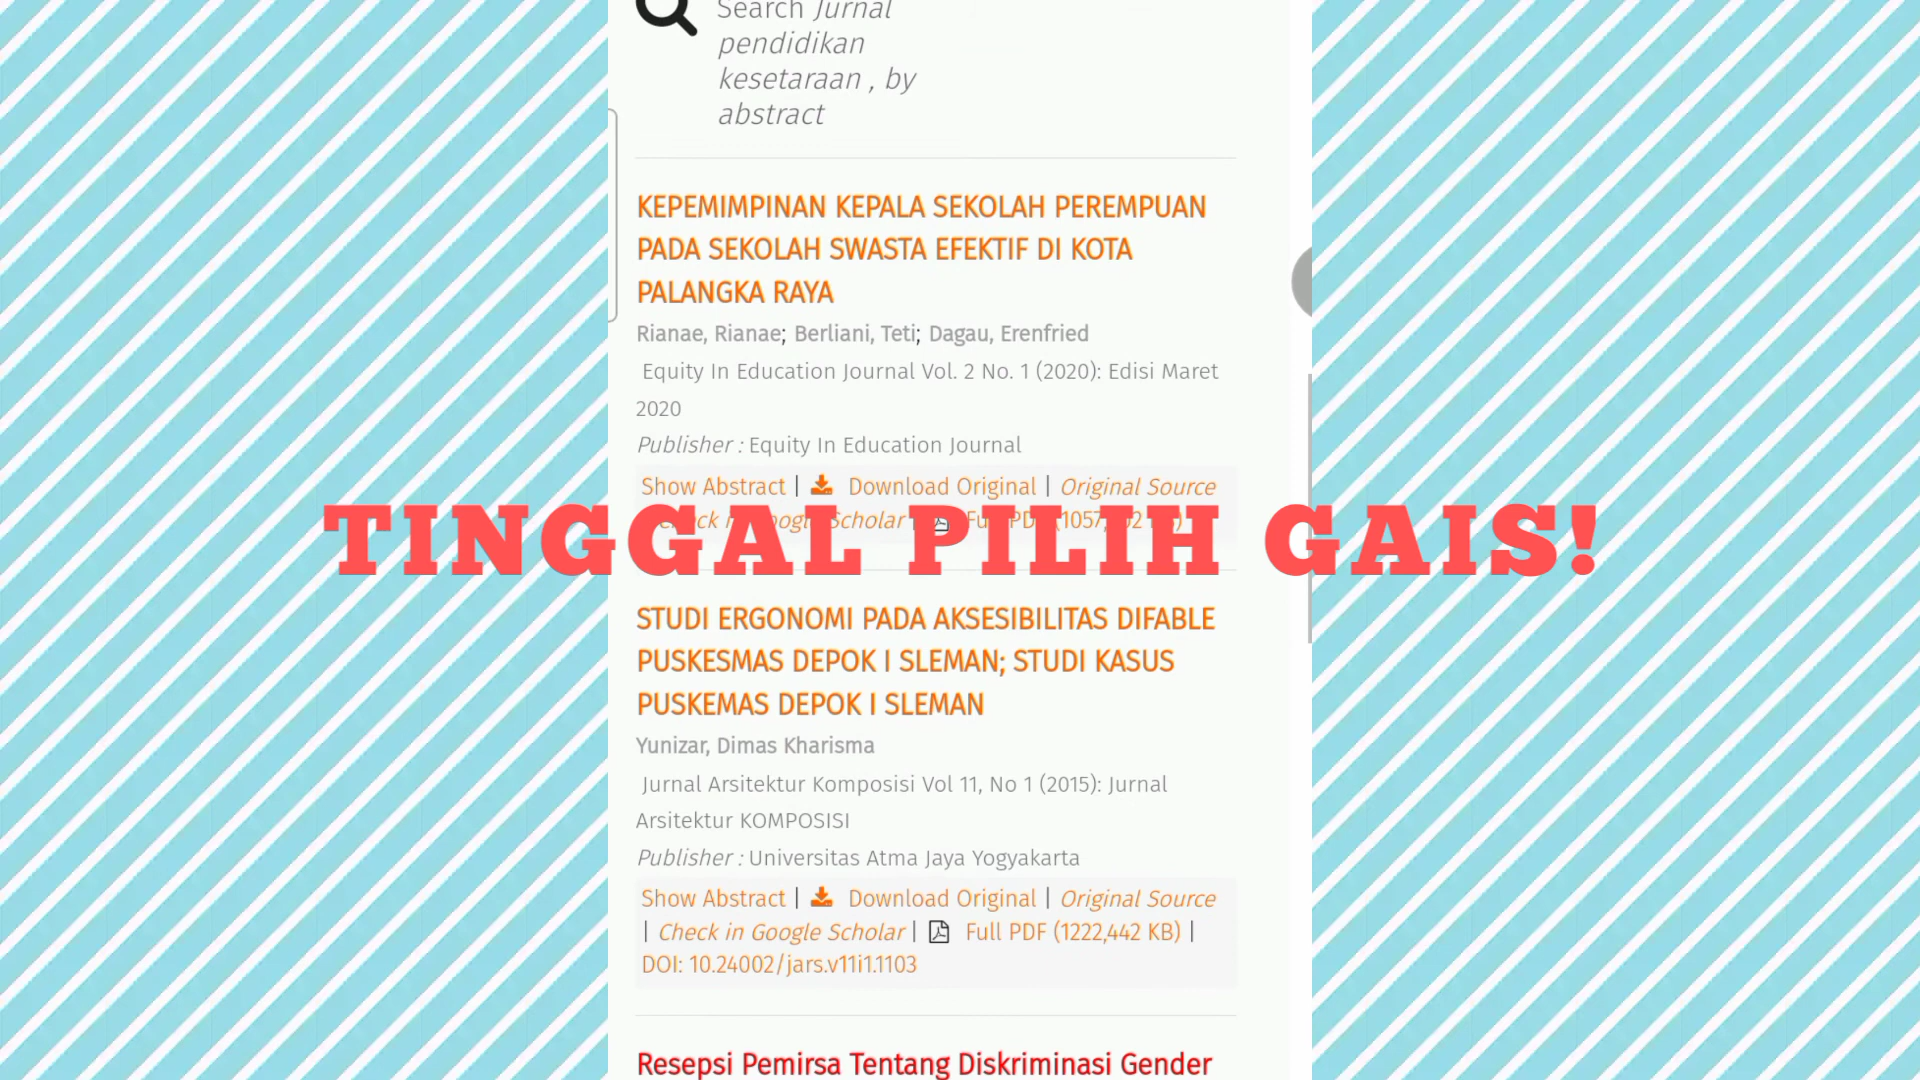 Search Jurnal
pendidikan
kesetaraan , by
abstract
KEPEMIMPINAN KEPALA SEKOLAH PEREMPUAN
PADA SEKOLAH SWASTA EFEKTIF DI KOTA
PALANGKA RAYA
Rianae, Rianae; Berliani, Teti; Dagau, Erenfried
Equity In Education Journal Vol. 2 No. 1 (2020): Edisi Maret
2020
Publisher : Equity In Education Journal
Show Abstract | Download Original | Original Source
Scholar
TINGGAL PILIH GAIS!
STUDI ERGONOMI PADA AKSESIBILITAS DIFABLE
PUSKESMAS DEPOK I SLEMAN; STUDI KASUS
PUSKEMAS DEPOK I SLEMAN
Yunizar, Dimas Kharisma
Jurnal Arsitektur Komposisi Vol 11, No 1 (2015): Jurnal
Arsitektur KOMPOSISI
Publisher : Universitas Atma Jaya Yogyakarta
Show Abstract | Download Original | Original Source
| Check in Google Scholar | Full PDF (1222,442 KB) |
DOI: 10.24002/jars.v11i1.1103
Resepsi Pemirsa Tentang Diskriminasi Gender